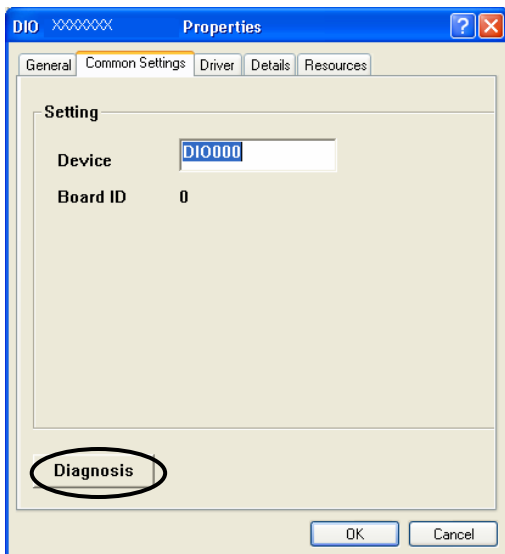 DIO XXXXXXX Properties
General Common Settings Driver Details Resources
Setting
Device DIO000
Board ID 0
Diagnosis
OK Cancel